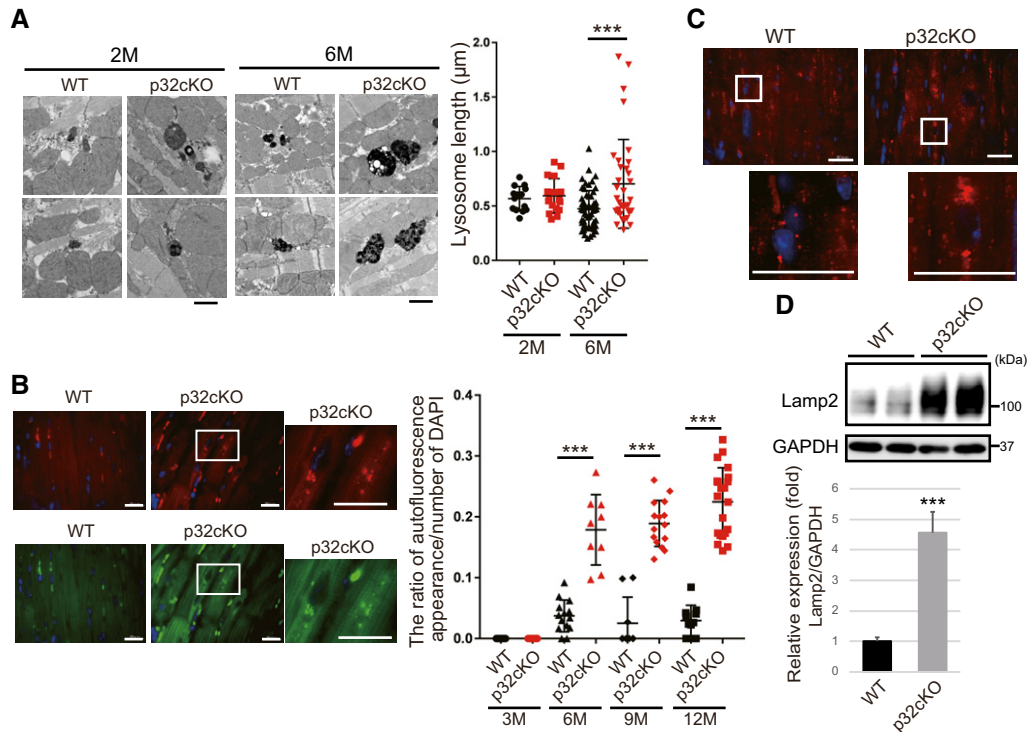 A
2M
6M
WT
p32cKO
WT
p32cKO
Lysosome length (μm)
2.0
1.5
1.0
0.5
0.0
***
WT
p32cKO
WT
p32cKO
2M
6M
B
WT
p32cKO
p32cKO
p32cKO
The ratio of autofluorescence
appearance/number of DAPI
0.4
0.3
0.2
0.1
0.0
***
***
***
WT
p32cKO
WT
p32cKO
WT
p32cKO
WT
p32cKO
3M
6M
9M
12M
C
WT
p32cKO
D
WT
p32cKO
(kDa)
Lamp2
100
GAPDH
37
Relative expression (fold)
Lamp2/GAPDH
6
5
4
3
2
1
0
***
WT
p32cKO